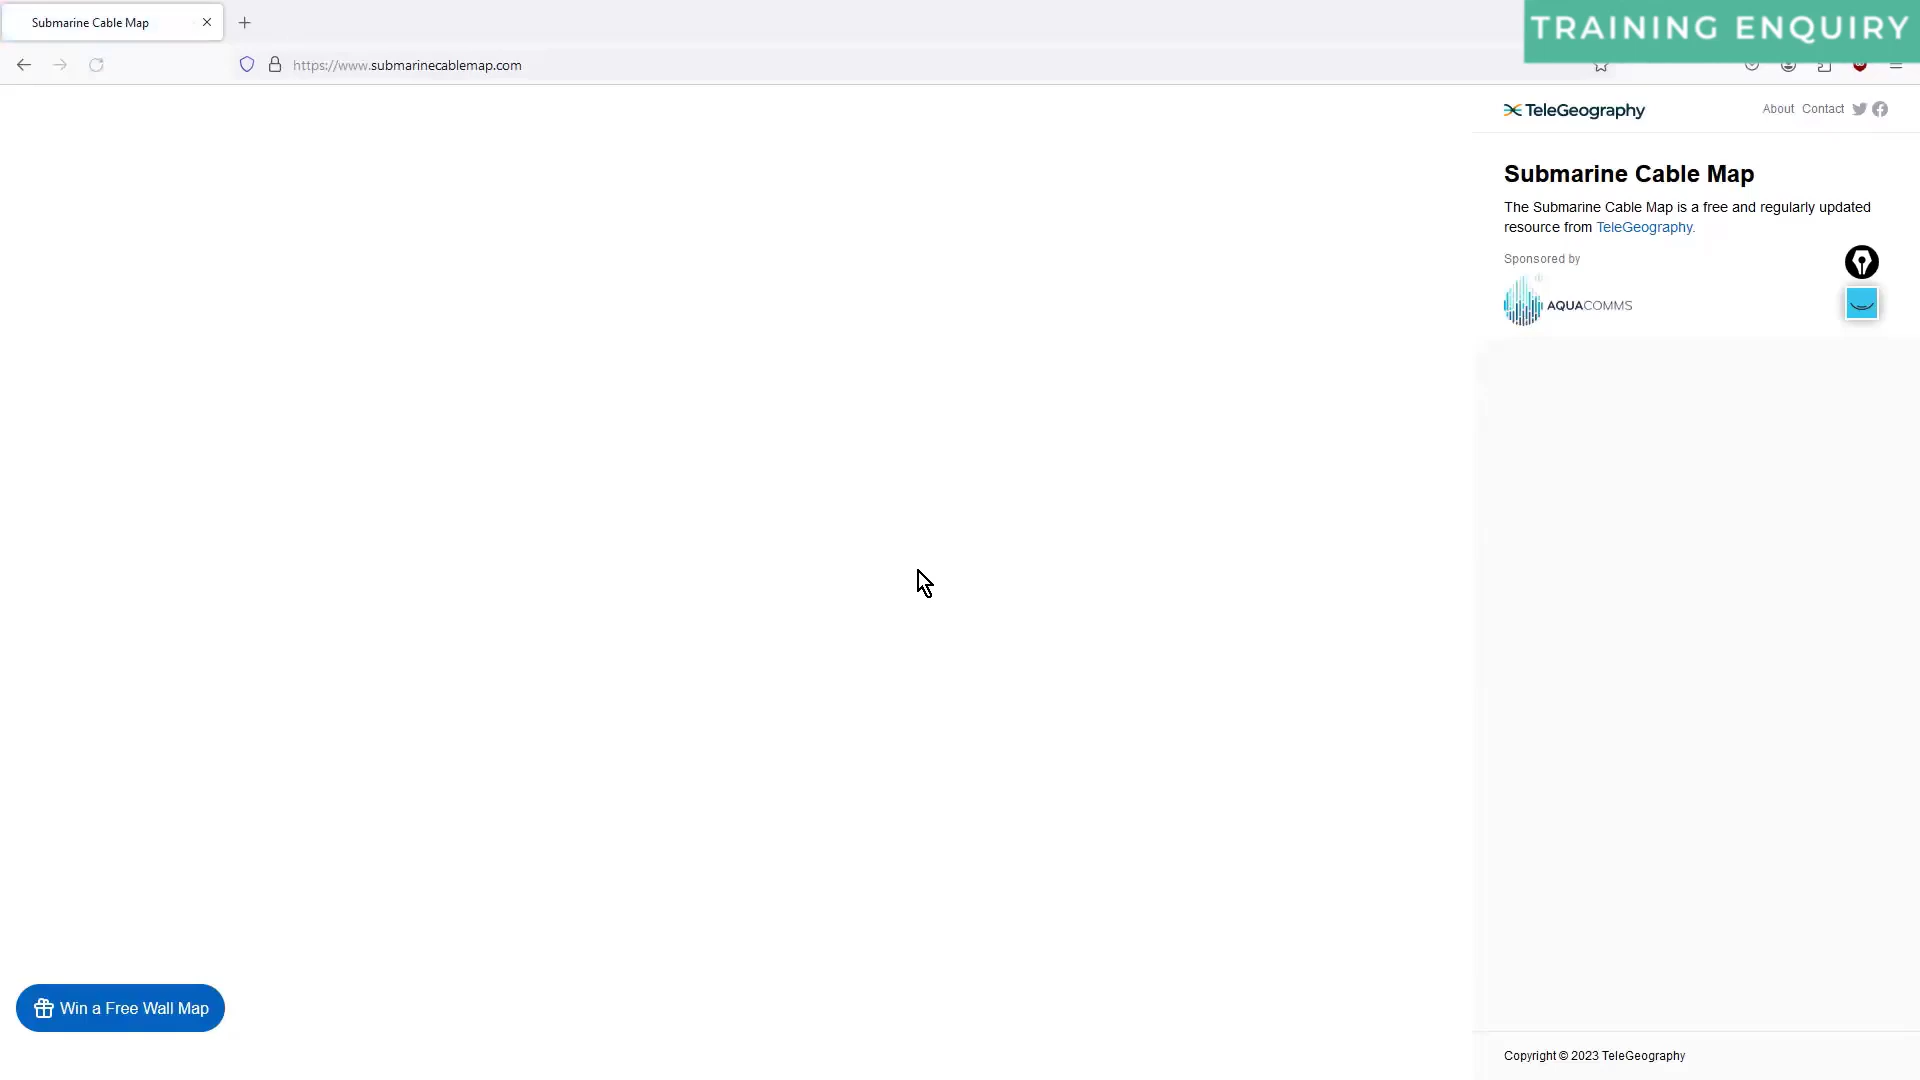 Submarine Cable Map
TRAINING ENQUIRY
https://www.submarinecablemap.com
TeleGeography
About Contact
Submarine Cable Map
The Submarine Cable Map is a free and regularly updated
resource from TeleGeography.
Sponsored by
AQUACOMMS
Win a Free Wall Map
Copyright © 2023 TeleGeography